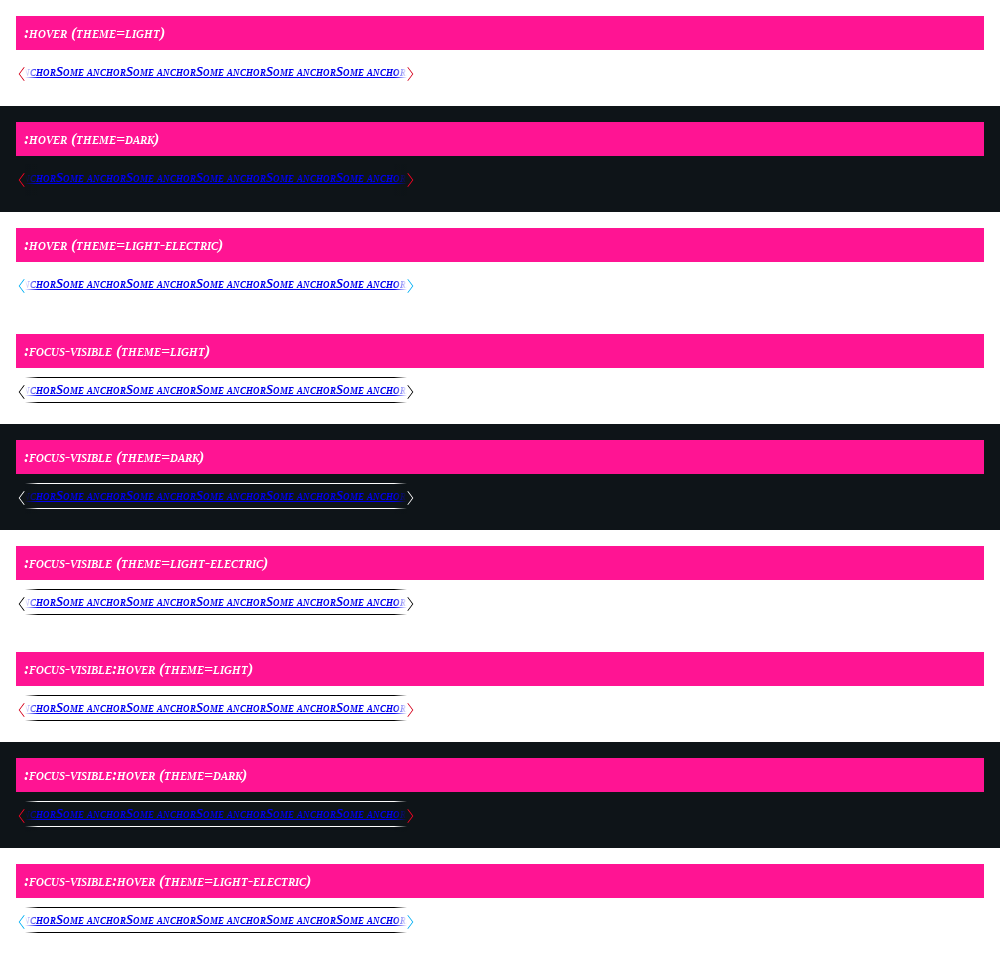 :hover (theme=light)
chorSome anchorSome anchorSome anchorSome anchorSome anchor
:hover (theme=dark)
chorSome anchorSome anchorSome anchorSome anchorSome anchor
:hover (theme=light-electric)
chorSome anchorSome anchorSome anchorSome anchorSome anchor
:focus-visible (theme=light)
chorSome anchorSome anchorSome anchorSome anchorSome anchor
:focus-visible (theme=dark)
chorSome anchorSome anchorSome anchorSome anchorSome anchor
:focus-visible (theme=light-electric)
chorSome anchorSome anchorSome anchorSome anchorSome anchor
:focus-visible:hover (theme=light)
chorSome anchorSome anchorSome anchorSome anchorSome anchor
:focus-visible:hover (theme=dark)
chorSome anchorSome anchorSome anchorSome anchorSome anchor
:focus-visible:hover (theme=light-electric)
chorSome anchorSome anchorSome anchorSome anchorSome anchor